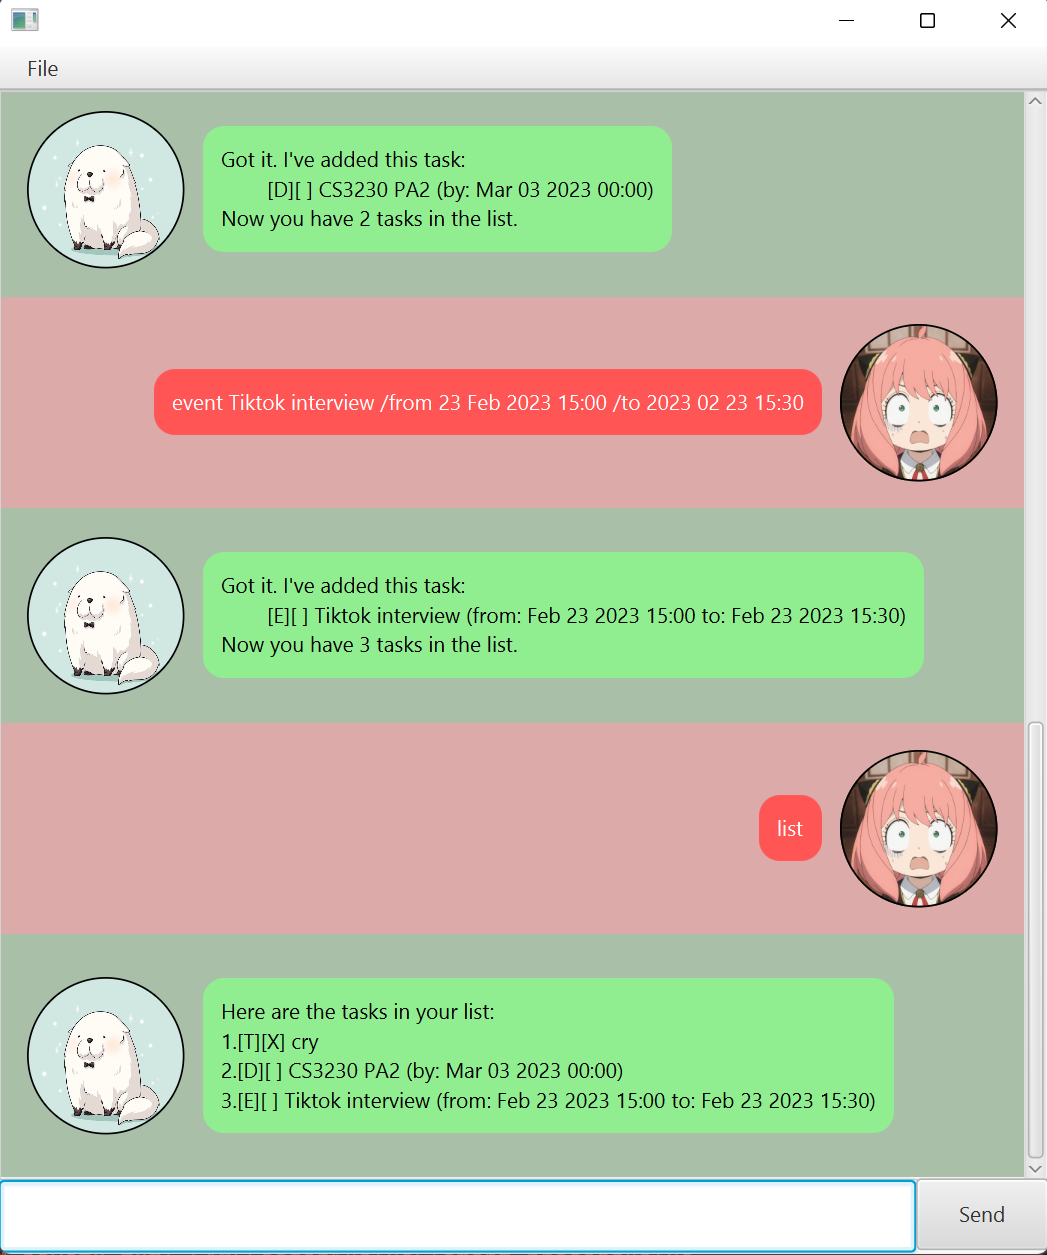 File
Got it. I've added this task:
[D][ ] CS3230 PA2 (by: Mar 03 2023 00:00)
Now you have 2 tasks in the list.
event Tiktok interview /from 23 Feb 2023 15:00 /to 2023 02 23 15:30
Got it. I've added this task:
[E][ ] Tiktok interview (from: Feb 23 2023 15:00 to: Feb 23 2023 15:30)
Now you have 3 tasks in the list.
list
Here are the tasks in your list:
1.[T][X] cry
2.[D][ ] CS3230 PA2 (by: Mar 03 2023 00:00)
3.[E][ ] Tiktok interview (from: Feb 23 2023 15:00 to: Feb 23 2023 15:30)
Send